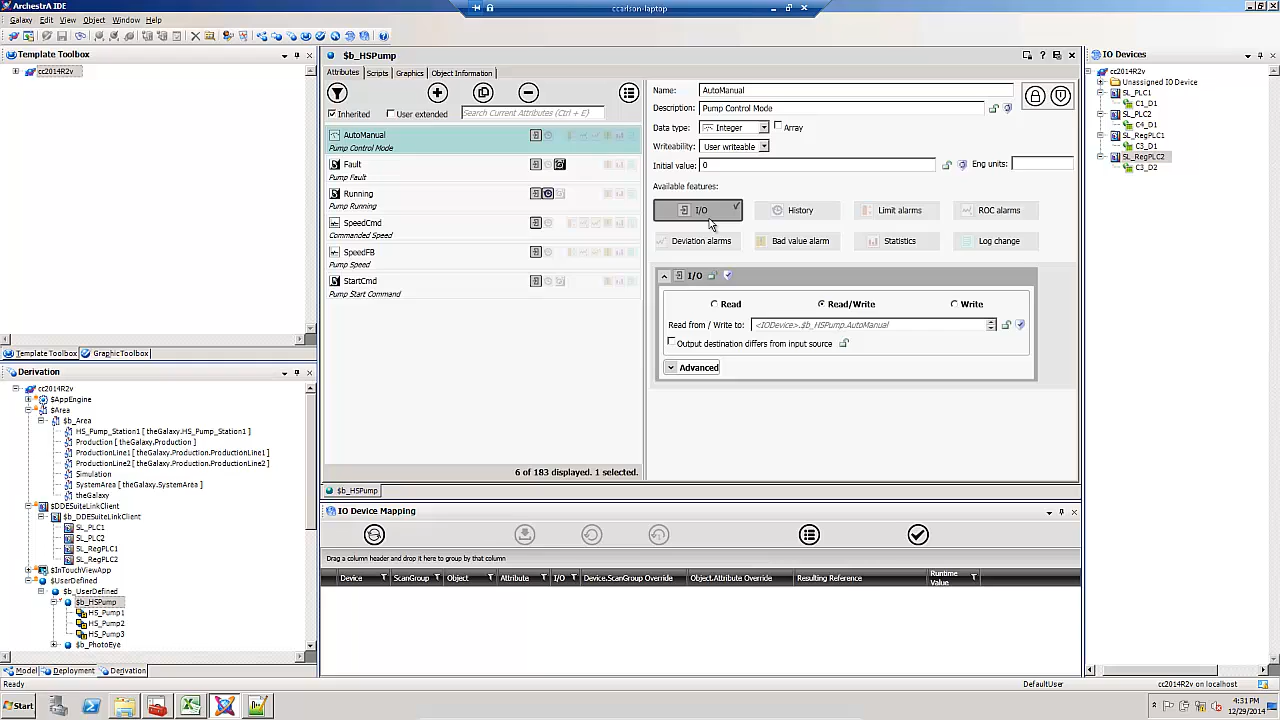 ArchestrA IDE
ccarlson-laptop
Galaxy Edit View Object Window Help
Template Toolbox
cc2014R2v
Template Toolbox GraphicToolbox
Derivation
cc2014R2v
$AppEngine
$Area
$b_Area
HS_Pump_Station1 [ theGalaxy.HS_Pump_Station1 ]
Production [ theGalaxy.Production ]
ProductionLine1 [ theGalaxy.Production.ProductionLine1 ]
ProductionLine2 [ theGalaxy.Production.ProductionLine2 ]
Simulation
SystemArea [ theGalaxy.SystemArea ]
theGalaxy
$DDESuiteLinkClient
$b_DDESuiteLinkClient
SL_PLC1
SL_PLC2
SL_RegPLC1
SL_RegPLC2
$InTouchViewApp
$UserDefined
$b_UserDefined
$b_HSPump
HS_Pump1
HS_Pump2
HS_Pump3
$b_PhotoEye
Model Deployment Derivation
Ready
$b_HSPump
Attributes Scripts Graphics Object Information
Inherited User extended Search Current Attributes (Ctrl + E)
AutoManual
Pump Control Mode
Fault
Pump Fault
Running
Pump Running
SpeedCmd
Commanded Speed
SpeedFB
Pump Speed
StartCmd
Pump Start Command
6 of 183 displayed. 1 selected.
Name: AutoManual
Description: Pump Control Mode
Data type: Integer Array
Writeability: User writeable
Initial value: 0 Eng units:
Available features:
I/O History Limit alarms ROC alarms
Deviation alarms Bad value alarm Statistics Log change
I/O
Read Read/Write Write
Read from / Write to: <IODevice>.$b_HSPump.AutoManual
Output destination differs from input source
Advanced
$b_HSPump
IO Device Mapping
Drag a column header and drop it here to group by that column
Device ScanGroup Object Attribute I/O Device.ScanGroup Override Object.Attribute Override Resulting Reference Runtime Value
IO Devices
cc2014R2v
Unassigned IO Device
SL_PLC1
C1_D1
SL_PLC2
C4_D1
SL_RegPLC1
C3_D1
SL_RegPLC2
C3_D2
DefaultUser
cc2014R2v on localhost
Start
4:31 PM
12/29/2014